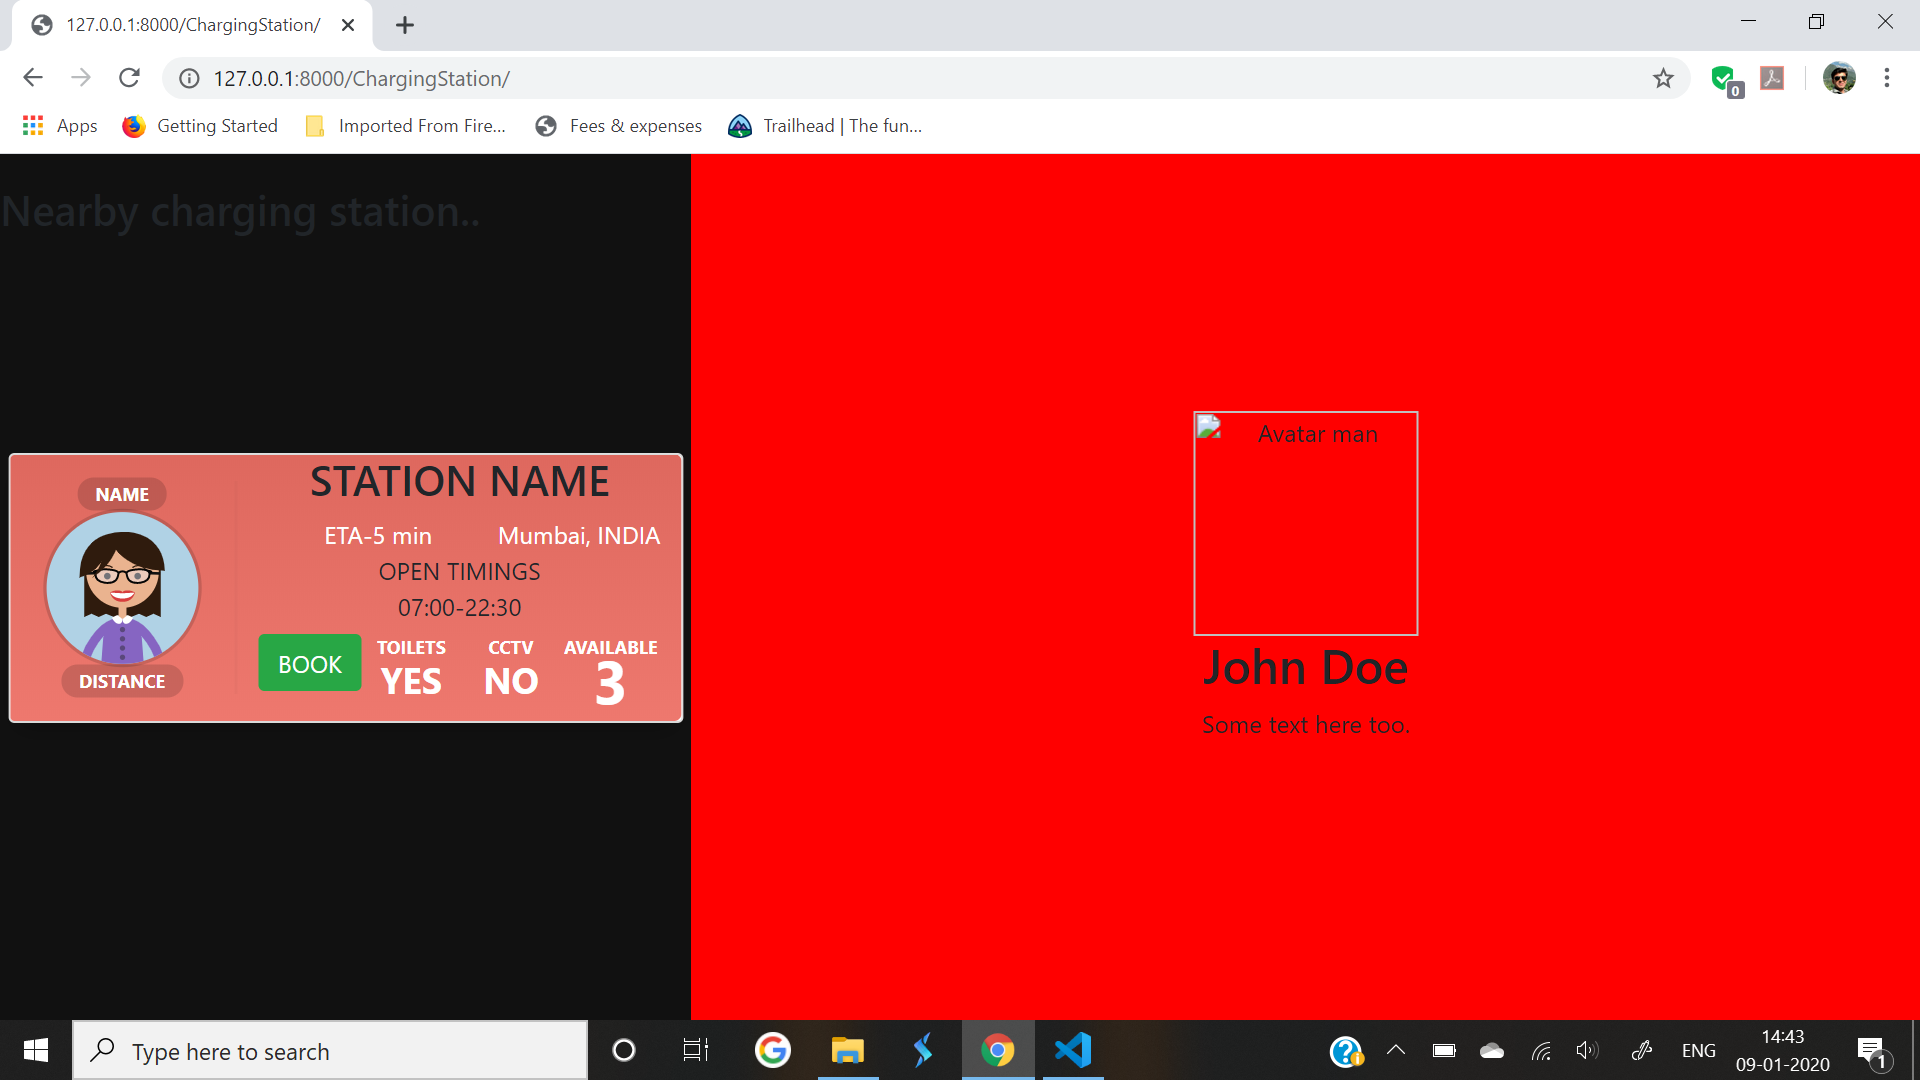 127.0.0.1:8000/ChargingStation/
127.0.0.1:8000/ChargingStation/
0
Apps Getting Started Imported From Fire... Fees & expenses Trailhead | The fun...
Nearby charging station..
NAME
DISTANCE
STATION NAME
ETA-5 min Mumbai, INDIA
OPEN TIMINGS
07:00-22:30
BOOK
TOILETS CCTV AVAILABLE
YES NO 3
Avatar man
John Doe
Some text here too.
Type here to search
ENG
14:43
09-01-2020
1